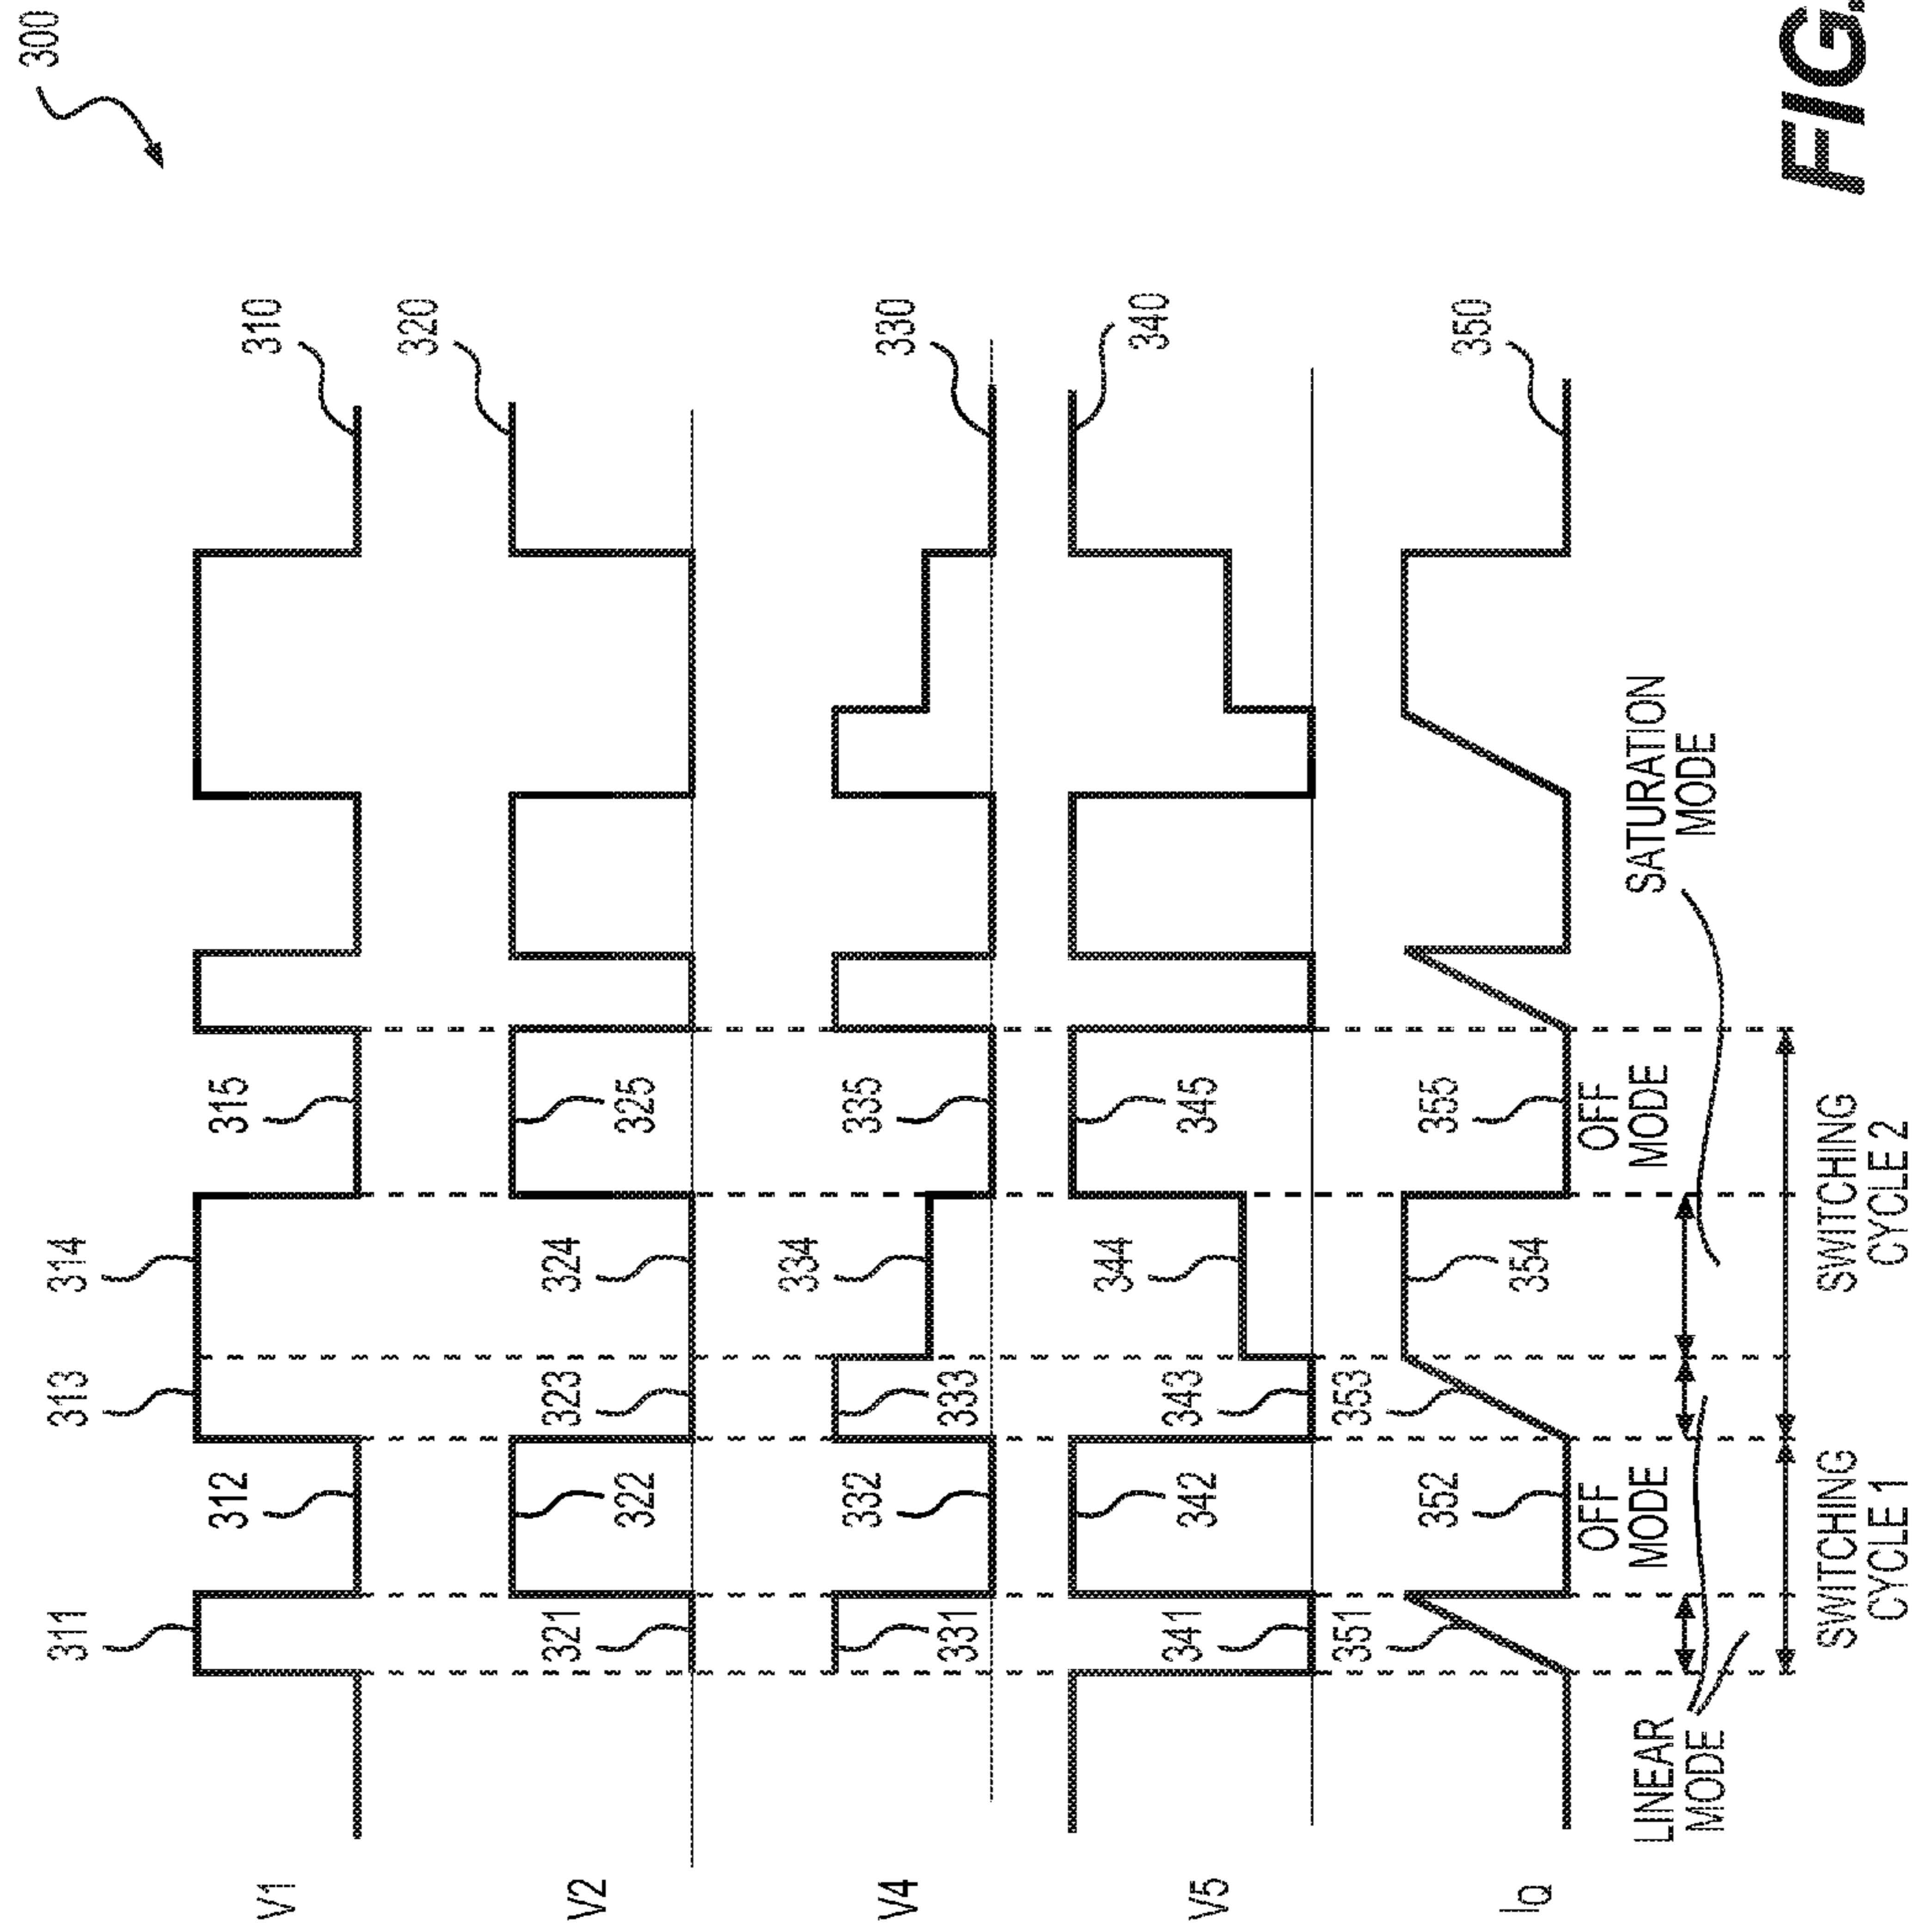 300
311
313
314
V1
312
315
310
V2
321
322
323
324
325
320
V4
331
332
333
334
335
330
V5
341
342
343
344
345
340
IQ
351
352
353
354
355
350
LINEAR
MODE
OFF
MODE
OFF
MODE
SATURATION
MODE
SWITCHING
CYCLE 1
SWITCHING
CYCLE 2
FIG.